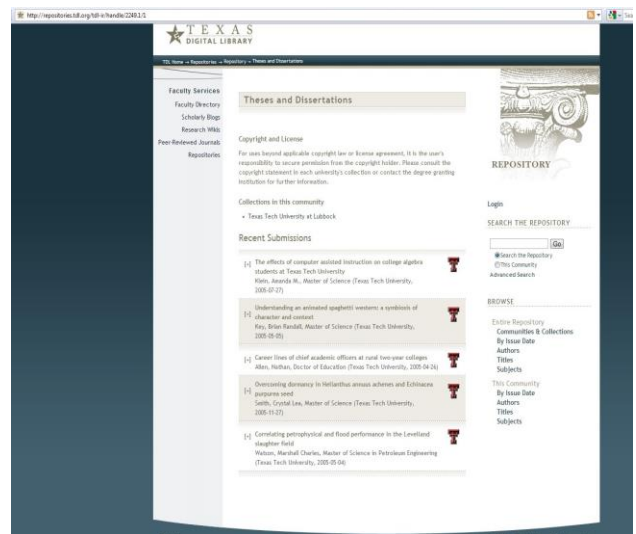 http://repositories.tdl.org/tdl-ir/handle/2249.1/1
TEXAS
DIGITAL LIBRARY
TDL Home → Repositories → Repository → Theses and Dissertations
Faculty Services
Faculty Directory
Scholarly Blogs
Research Wikis
Peer Reviewed Journals
Repositories
Theses and Dissertations
Copyright and License
For uses beyond applicable copyright law or license agreement, it is the user's
responsibility to secure permission from the copyright holder. Please consult the
copyright statement in each university's collection or contact the degree granting
institution for further information.
Collections in this community
• Texas Tech University at Lubbock
Recent Submissions
[+] The effects of computer assisted instruction on college algebra
students at Texas Tech University
Klein, Amanda M., Master of Science (Texas Tech University,
2005-07-27)
[+] Understanding an animated spaghetti western: a symbiosis of
character and context
Key, Brian Randall, Master of Science (Texas Tech University,
2005-05-05)
[+] Career lines of chief academic officers at rural two-year colleges
Allen, Nathan, Doctor of Education (Texas Tech University, 2005-04-26)
[+] Overcoming dormancy in Helianthus annuus achenes and Echinacea
purpurea seed
Smith, Crystal Lee, Master of Science (Texas Tech University,
2005-11-27)
[+] Correlating petrophysical and flood performance in the Levelland
slaughter field
Watson, Marshall Charles, Master of Science in Petroleum Engineering
(Texas Tech University, 2005-05-04)
REPOSITORY
Login
SEARCH THE REPOSITORY
Go
Search the Repository
This Community
Advanced Search
BROWSE
Entire Repository
Communities & Collections
By Issue Date
Authors
Titles
Subjects
This Community
By Issue Date
Authors
Titles
Subjects